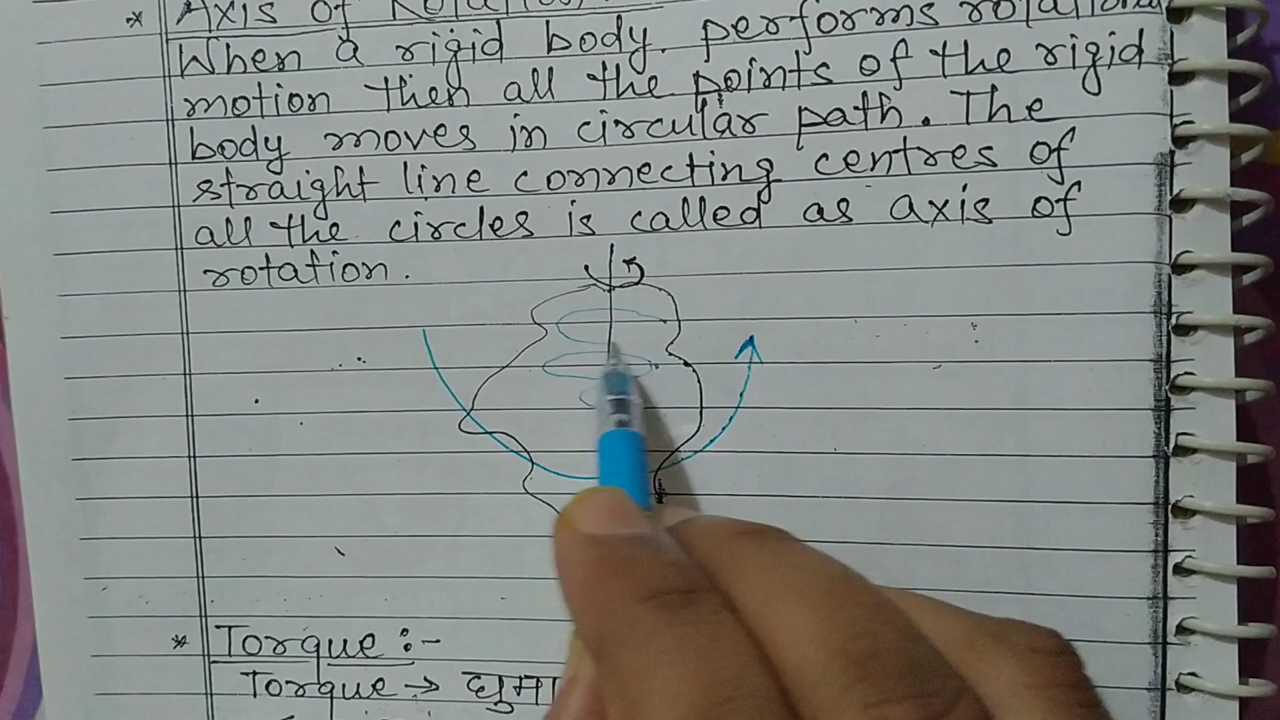 * Axis of Rotation
When a rigid body. performs rotational
motion then all the points of the rigid
body moves in circular path. The
straight line connecting centres of
all the circles is called as axis of
rotation.
* Torque :-
Torque →